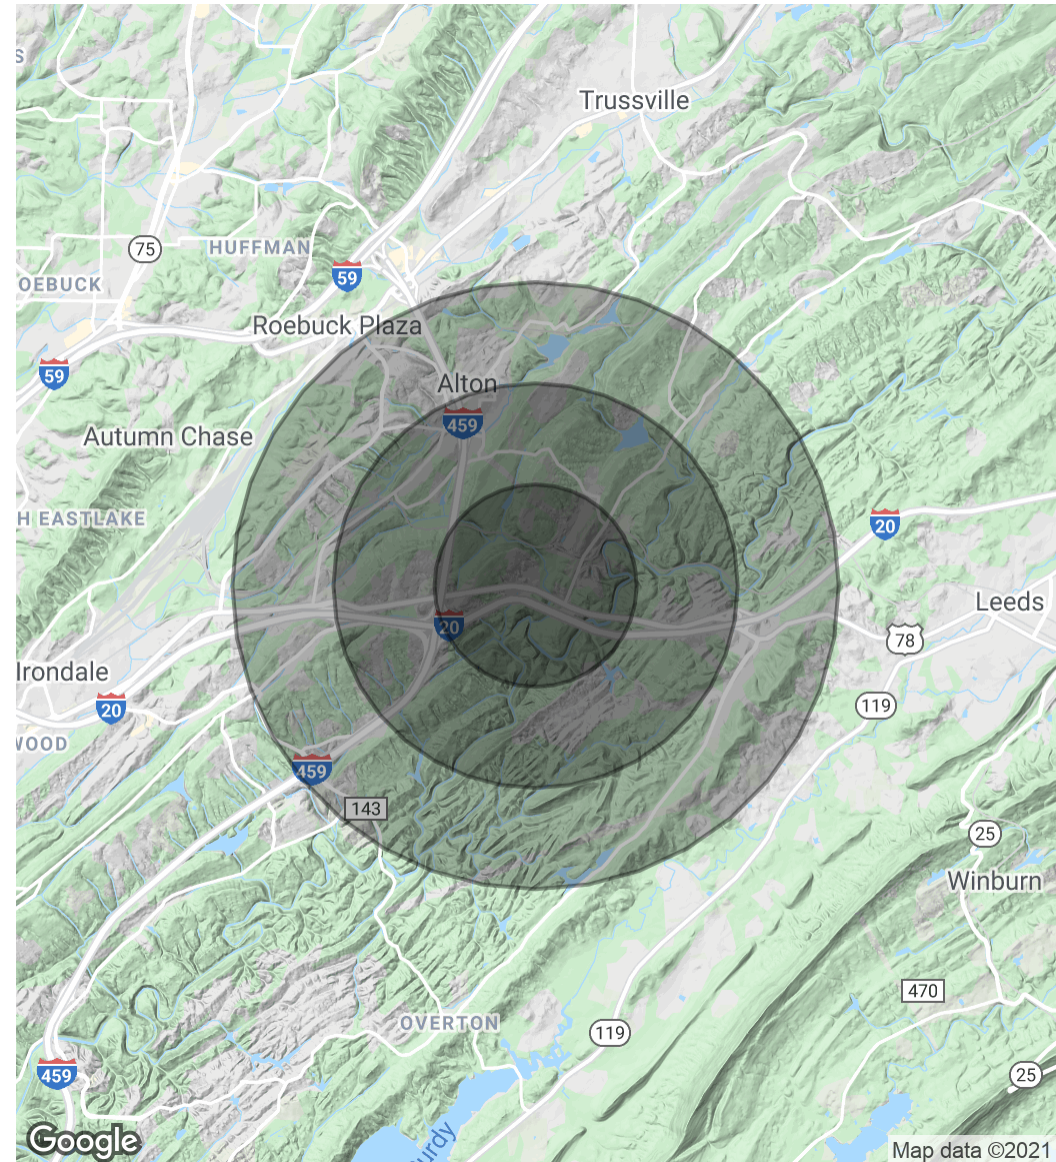 S
Trussville
HUFFMAN
75
59
OEBUCK
Roebuck Plaza
59
Alton
459
Autumn Chase
H EASTLAKE
20
Leeds
20
78
Irondale
20
119
WOOD
459
143
25
Winburn
470
OVERTON
119
459
25
urdy
Google
Map data ©2021